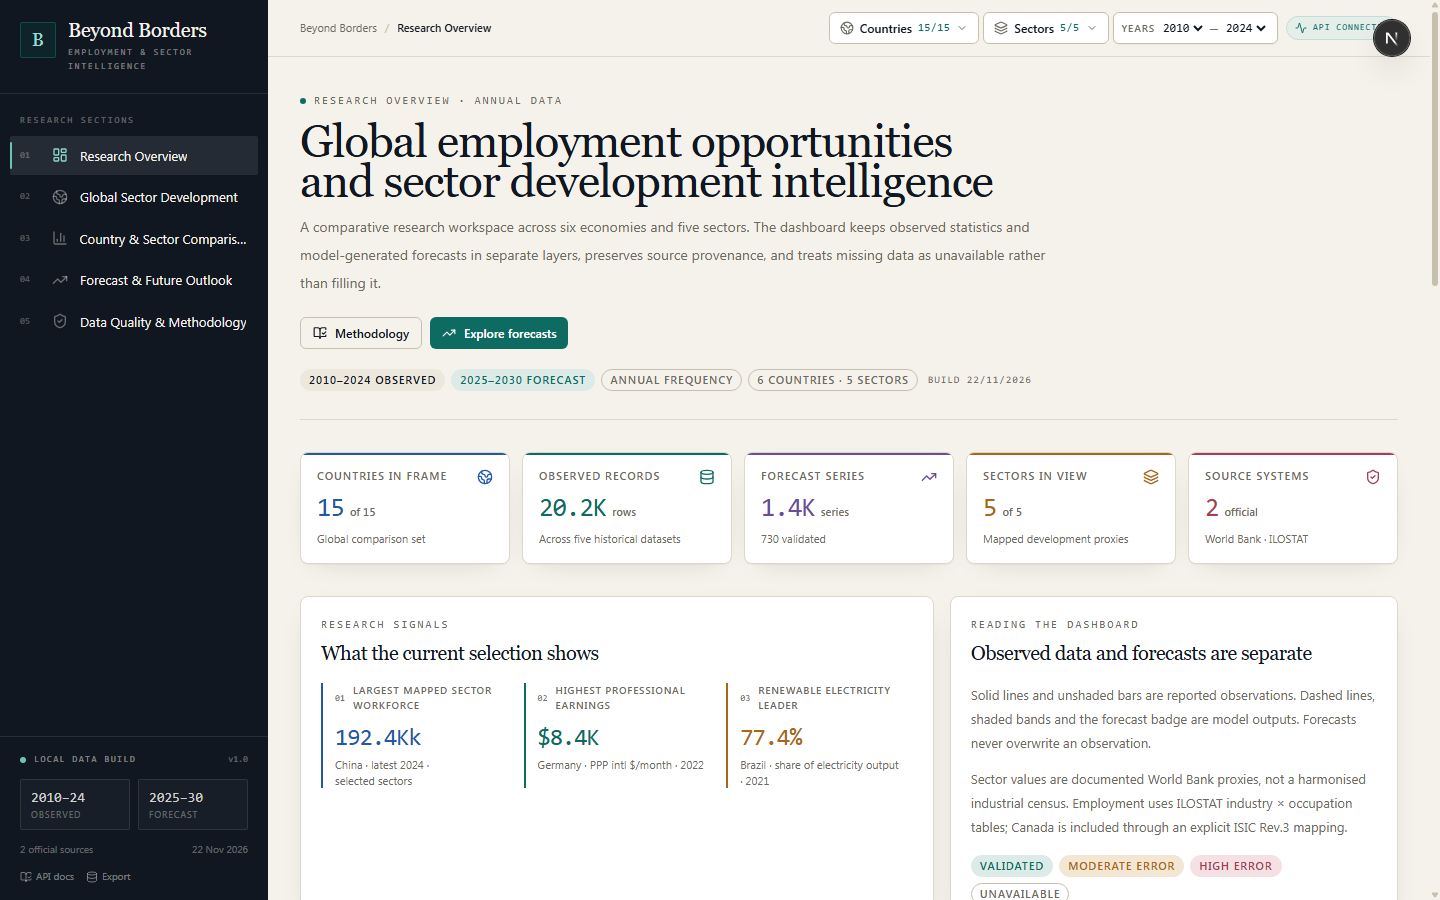 B
Beyond Borders
EMPLOYMENT & SECTOR
INTELLIGENCE
RESEARCH SECTIONS
01 Research Overview
02 Global Sector Development
03 Country & Sector Comparis...
04 Forecast & Future Outlook
05 Data Quality & Methodology
LOCAL DATA BUILD v1.0
2010–24
OBSERVED
2025–30
FORECAST
2 official sources 22 Nov 2026
API docs Export
Beyond Borders / Research Overview
Countries 15/15
Sectors 5/5
YEARS 2010 — 2024
API CONNECT
N
RESEARCH OVERVIEW · ANNUAL DATA
Global employment opportunities
and sector development intelligence
A comparative research workspace across six economies and five sectors. The dashboard keeps observed statistics and
model-generated forecasts in separate layers, preserves source provenance, and treats missing data as unavailable rather
than filling it.
Methodology
Explore forecasts
2010–2024 OBSERVED
2025–2030 FORECAST
ANNUAL FREQUENCY
6 COUNTRIES · 5 SECTORS
BUILD 22/11/2026
COUNTRIES IN FRAME
15 of 15
Global comparison set
OBSERVED RECORDS
20.2K rows
Across five historical datasets
FORECAST SERIES
1.4K series
730 validated
SECTORS IN VIEW
5 of 5
Mapped development proxies
SOURCE SYSTEMS
2 official
World Bank · ILOSTAT
RESEARCH SIGNALS
What the current selection shows
01 LARGEST MAPPED SECTOR
WORKFORCE
192.4Kk
China · latest 2024 ·
selected sectors
02 HIGHEST PROFESSIONAL
EARNINGS
$8.4K
Germany · PPP intl $/month · 2022
03 RENEWABLE ELECTRICITY
LEADER
77.4%
Brazil · share of electricity output
· 2021
READING THE DASHBOARD
Observed data and forecasts are separate
Solid lines and unshaded bars are reported observations. Dashed lines,
shaded bands and the forecast badge are model outputs. Forecasts
never overwrite an observation.
Sector values are documented World Bank proxies, not a harmonised
industrial census. Employment uses ILOSTAT industry × occupation
tables; Canada is included through an explicit ISIC Rev.3 mapping.
VALIDATED
MODERATE ERROR
HIGH ERROR
UNAVAILABLE